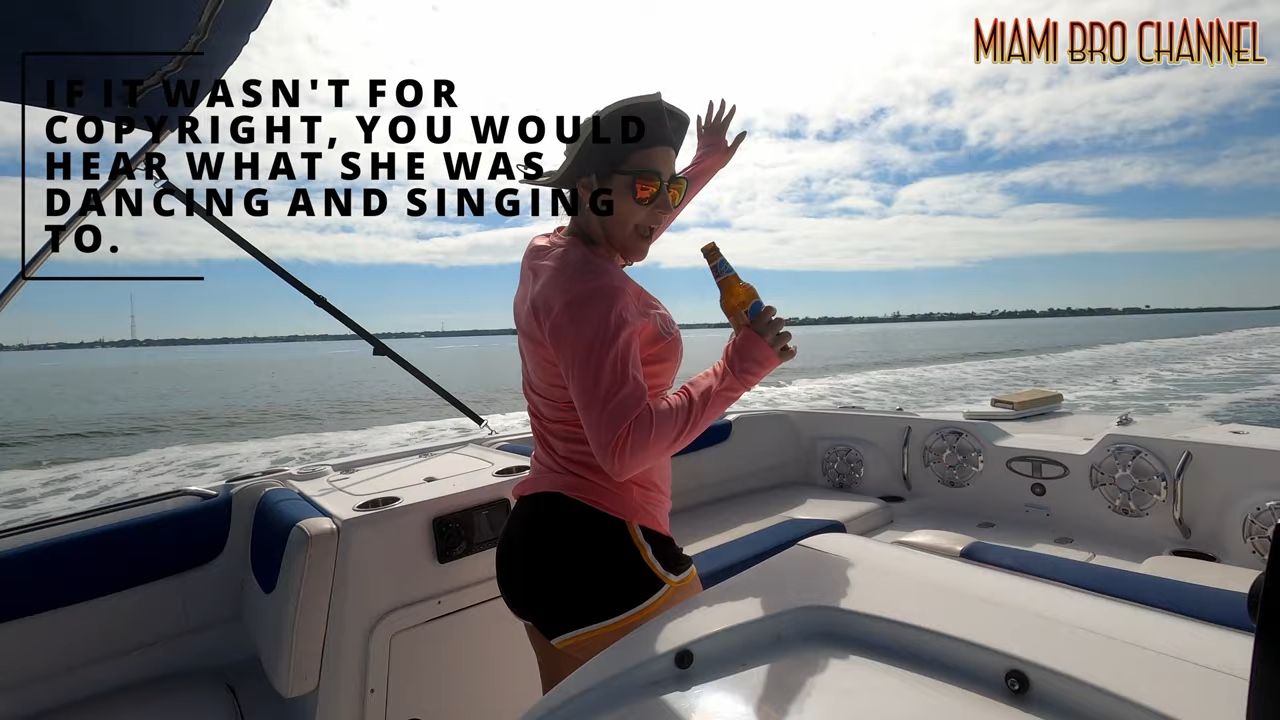 MIAMI BRO CHANNEL
IF IT WASN'T FOR
COPYRIGHT, YOU WOULD
HEAR WHAT SHE WAS
DANCING AND SINGING
TO.